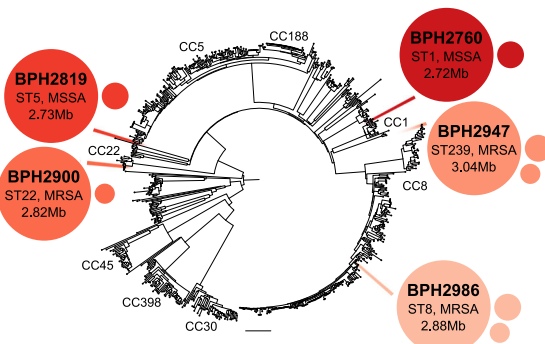 CC5
CC188
BPH2760
ST1, MSSA
2.72Mb
BPH2819
ST5, MSSA
2.73Mb
CC1
BPH2947
ST239, MRSA
3.04Mb
CC22
BPH2900
ST22, MRSA
2.82Mb
CC8
CC45
CC398
CC30
BPH2986
ST8, MRSA
2.88Mb